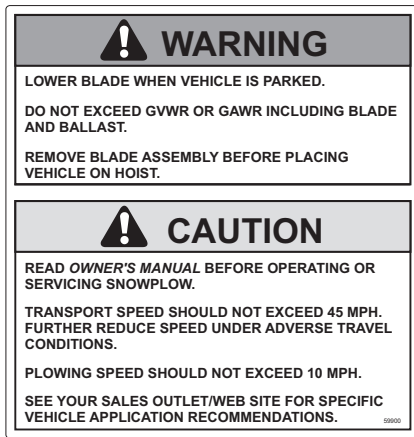 WARNING
LOWER BLADE WHEN VEHICLE IS PARKED.
DO NOT EXCEED GVWR OR GAWR INCLUDING BLADE
AND BALLAST.
REMOVE BLADE ASSEMBLY BEFORE PLACING
VEHICLE ON HOIST.
CAUTION
READ OWNER'S MANUAL BEFORE OPERATING OR
SERVICING SNOWPLOW.
TRANSPORT SPEED SHOULD NOT EXCEED 45 MPH.
FURTHER REDUCE SPEED UNDER ADVERSE TRAVEL
CONDITIONS.
PLOWING SPEED SHOULD NOT EXCEED 10 MPH.
SEE YOUR SALES OUTLET/WEB SITE FOR SPECIFIC
VEHICLE APPLICATION RECOMMENDATIONS.
59900